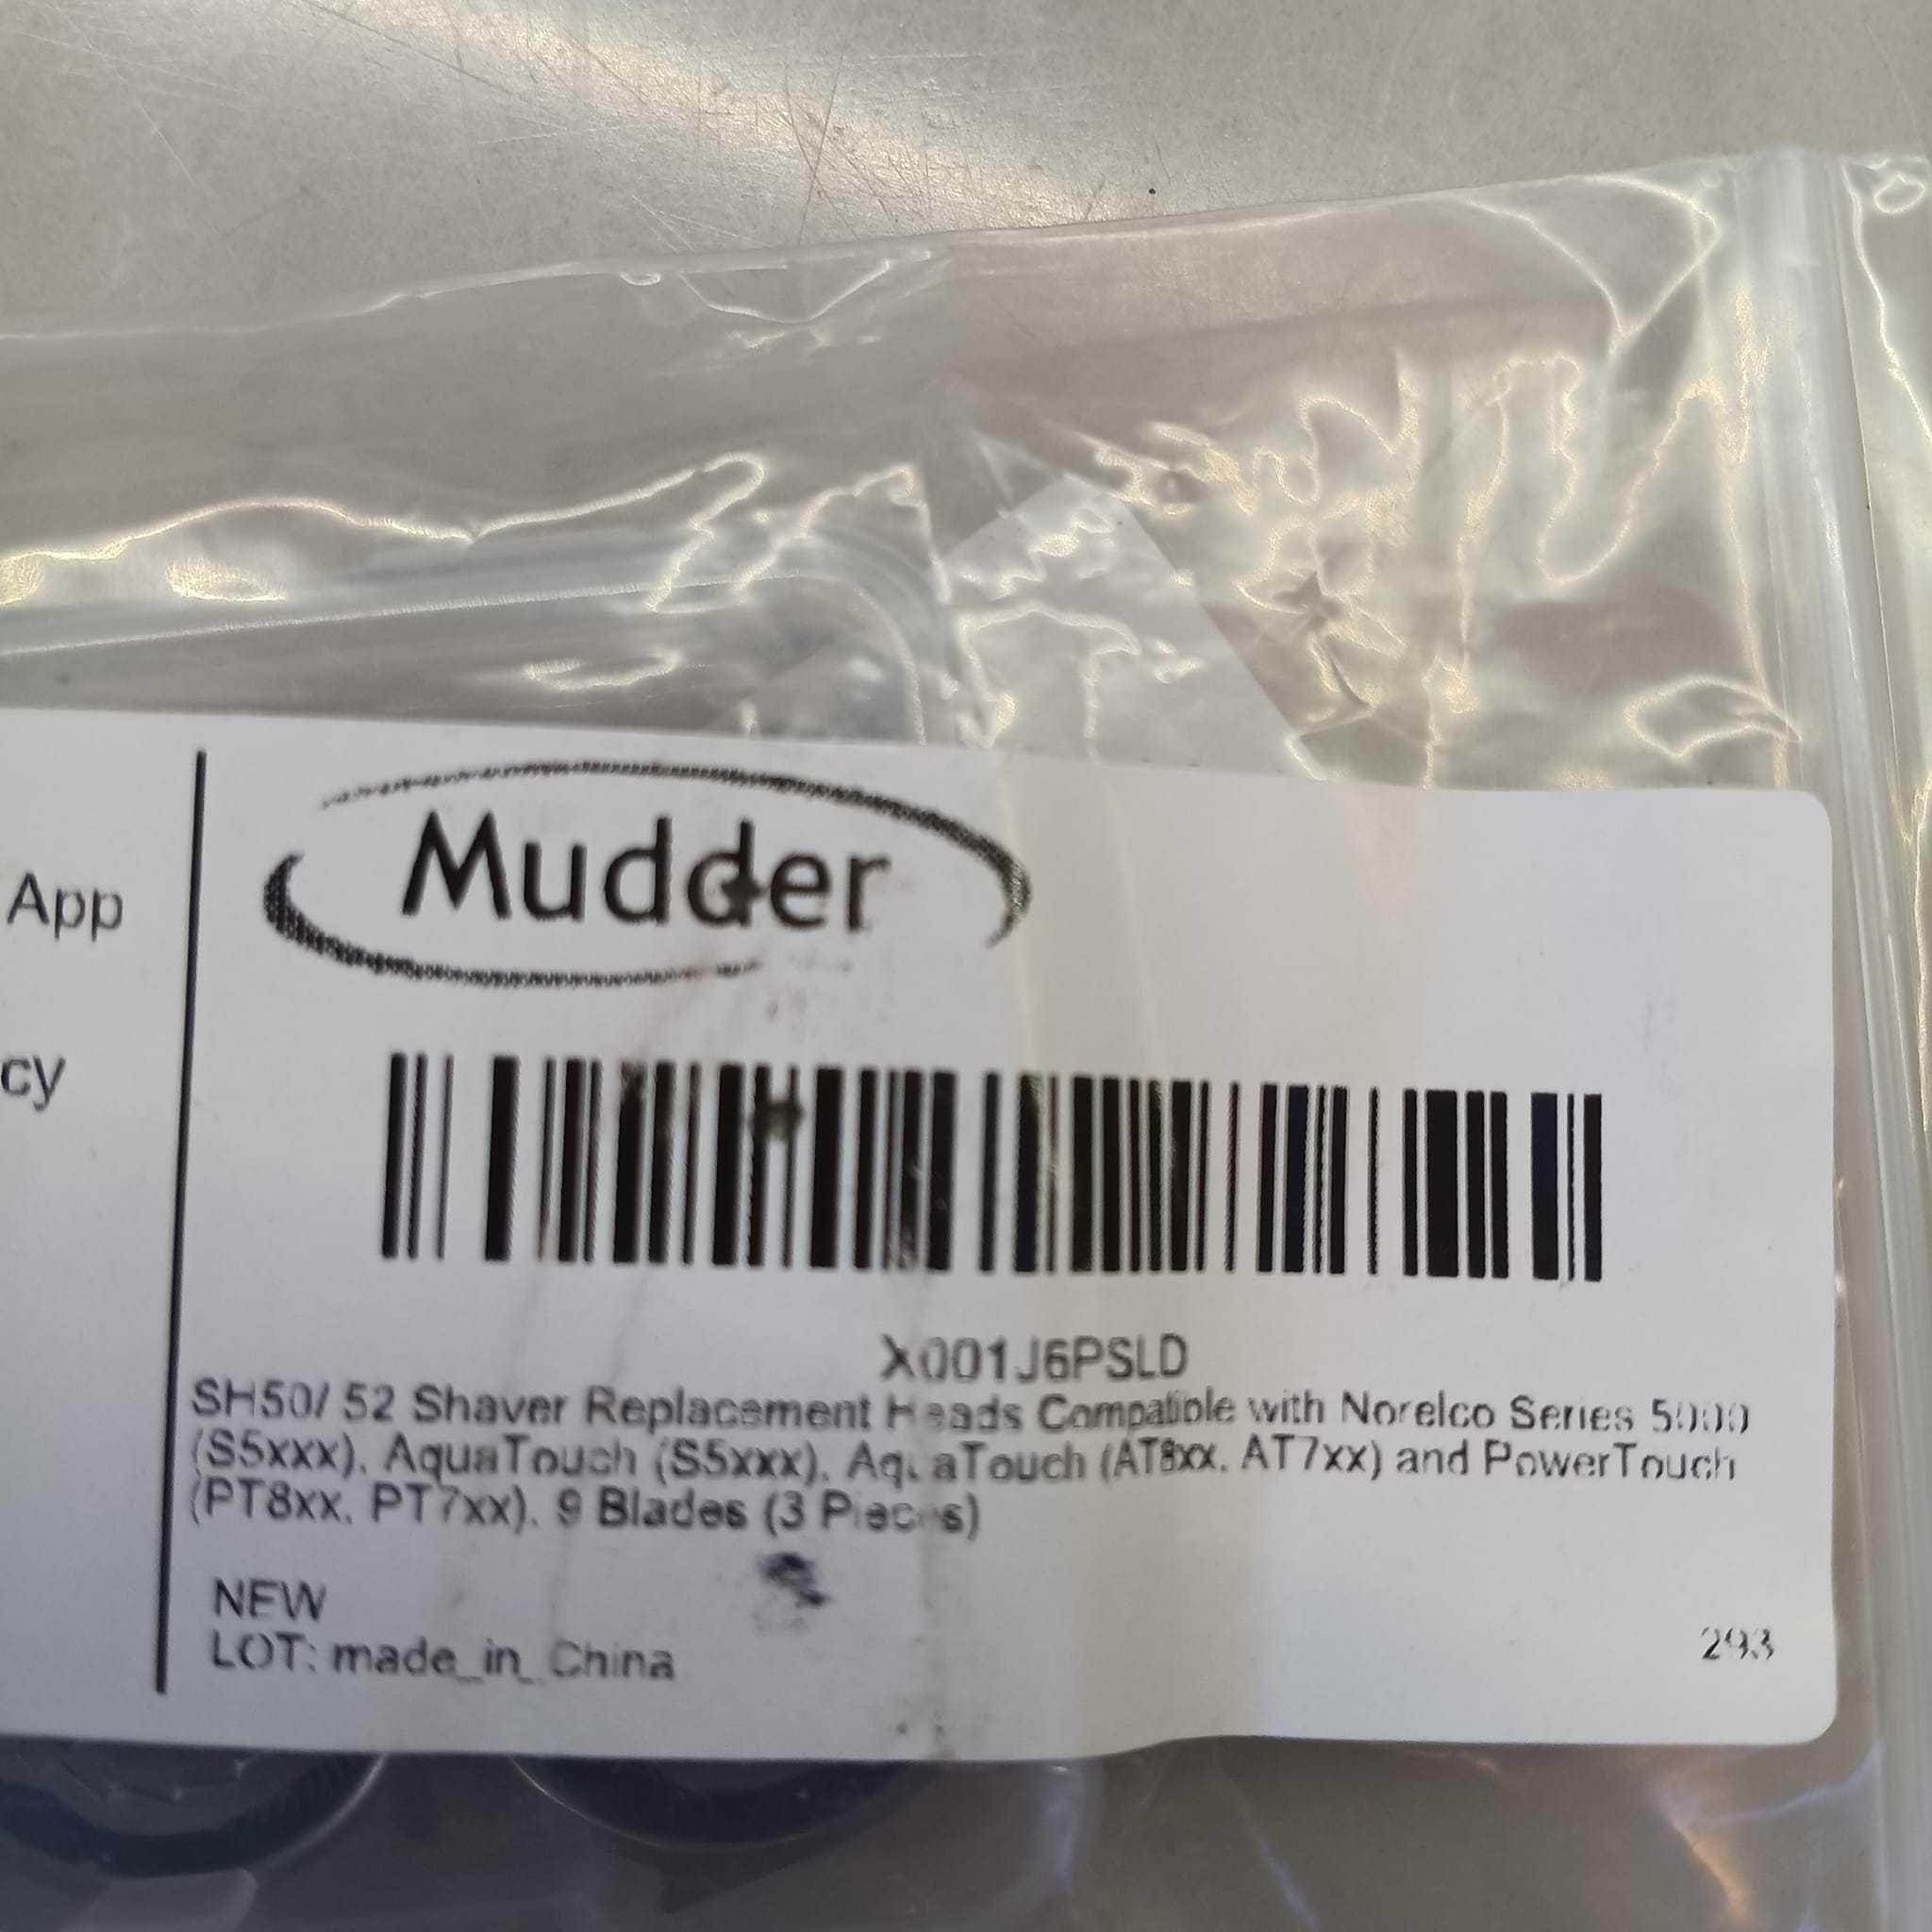 App
cy
Mudder
X001J6PSLD
SH50/ 52 Shaver Replacement Heads Compatible with Norelco Series 5000
(S5xxx), AquaTouch (S5xxx), AquaTouch (AT8xx, AT7xx) and PowerTouch
(PT8xx, PT7xx), 9 Blades (3 Pieces)
NEW
LOT: made_in_China
293